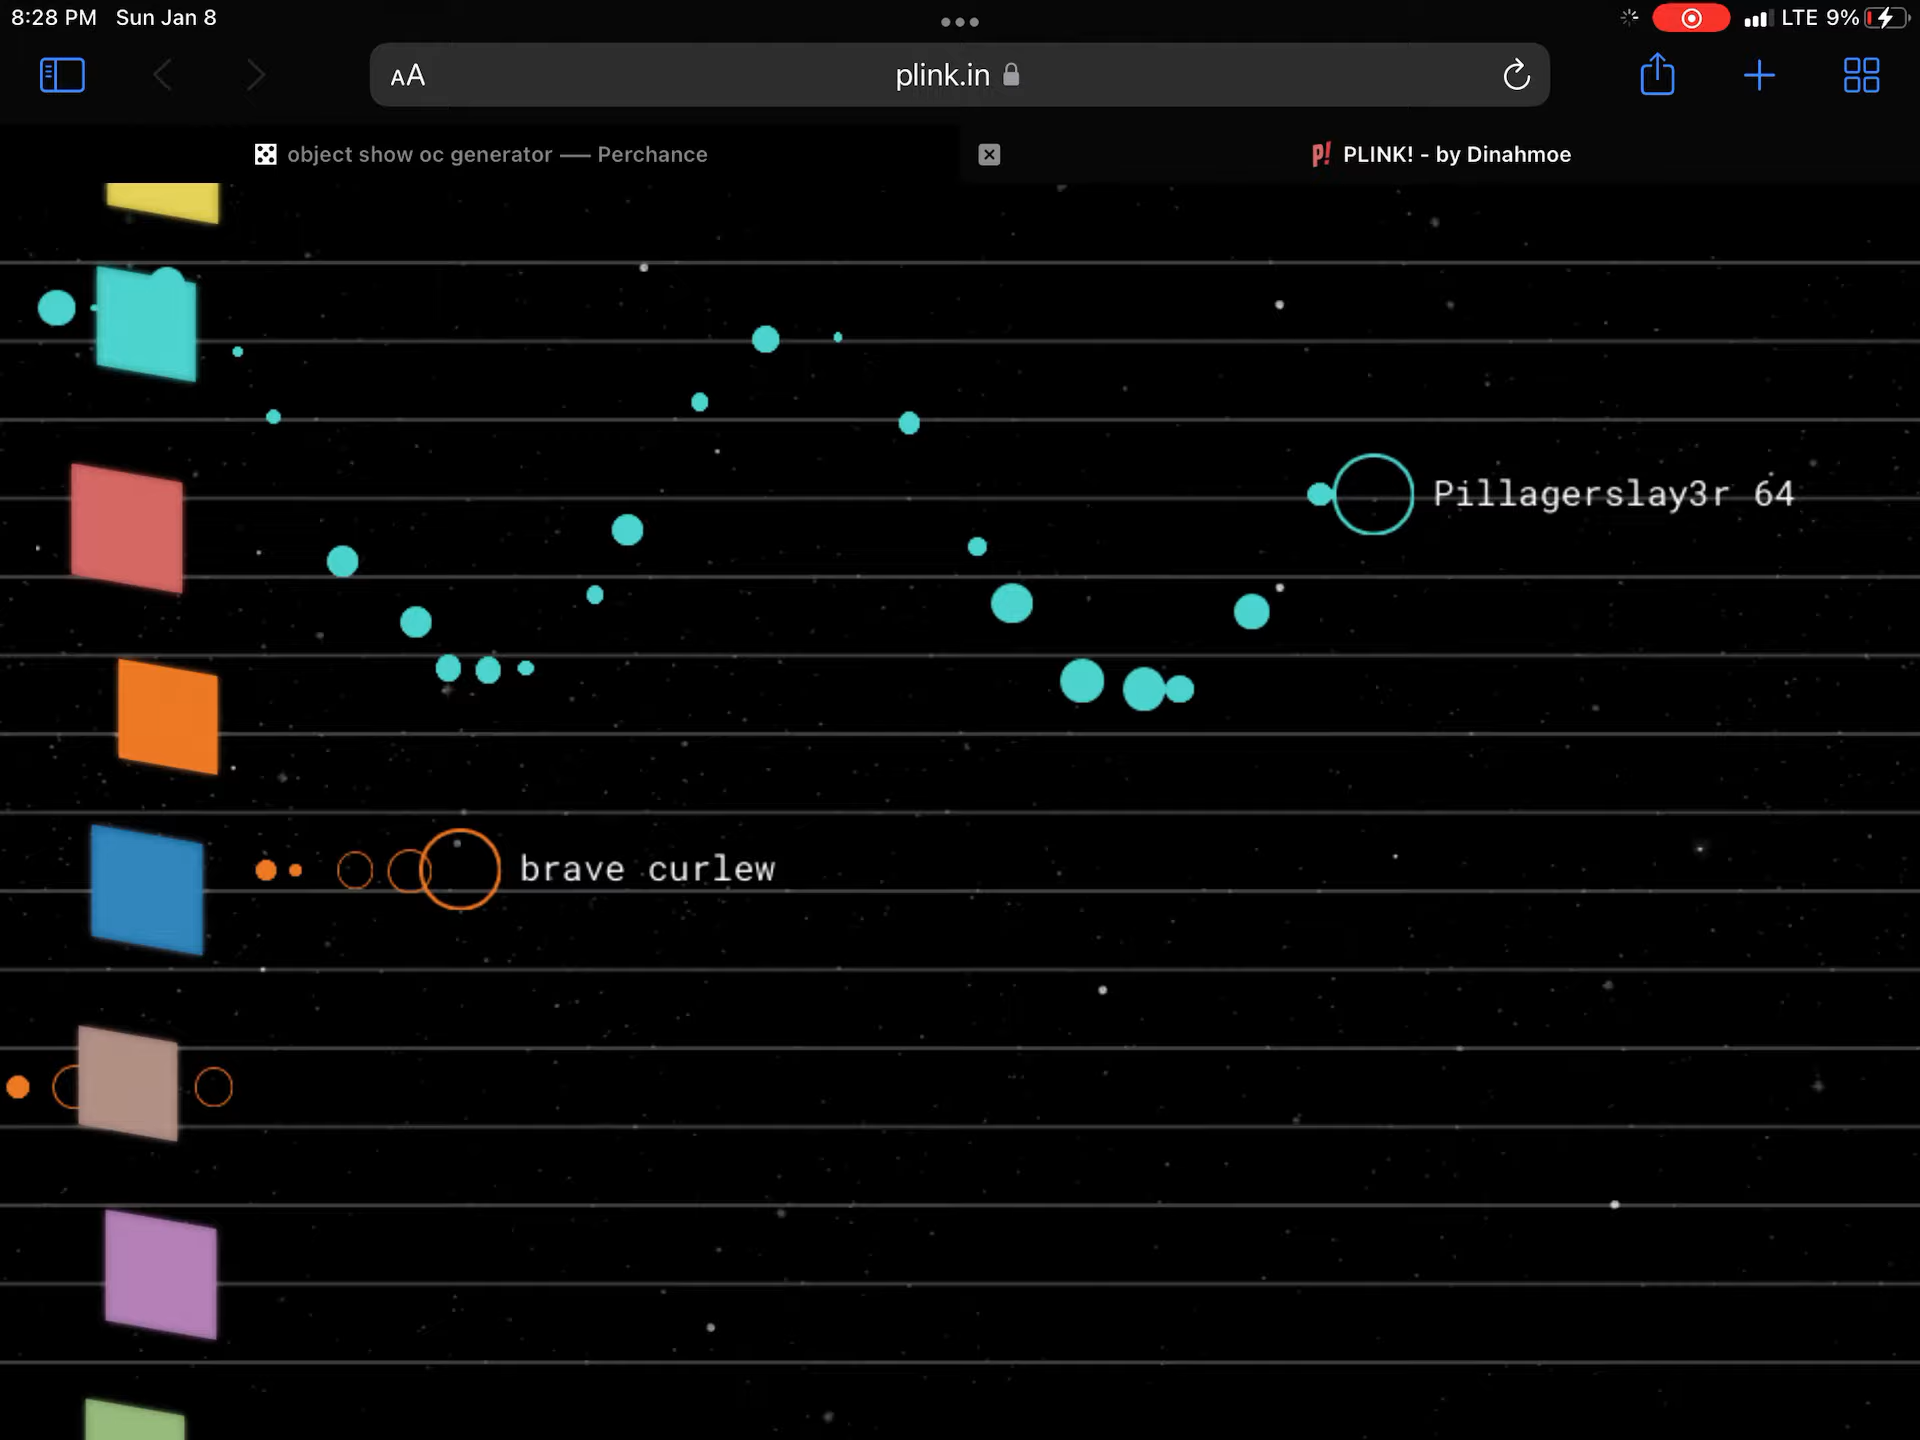 8:28 PM Sun Jan 8
LTE 9%
AA
plink.in
object show oc generator — Perchance
p! PLINK! - by Dinahmoe
Pillagerslay3r 64
brave curlew